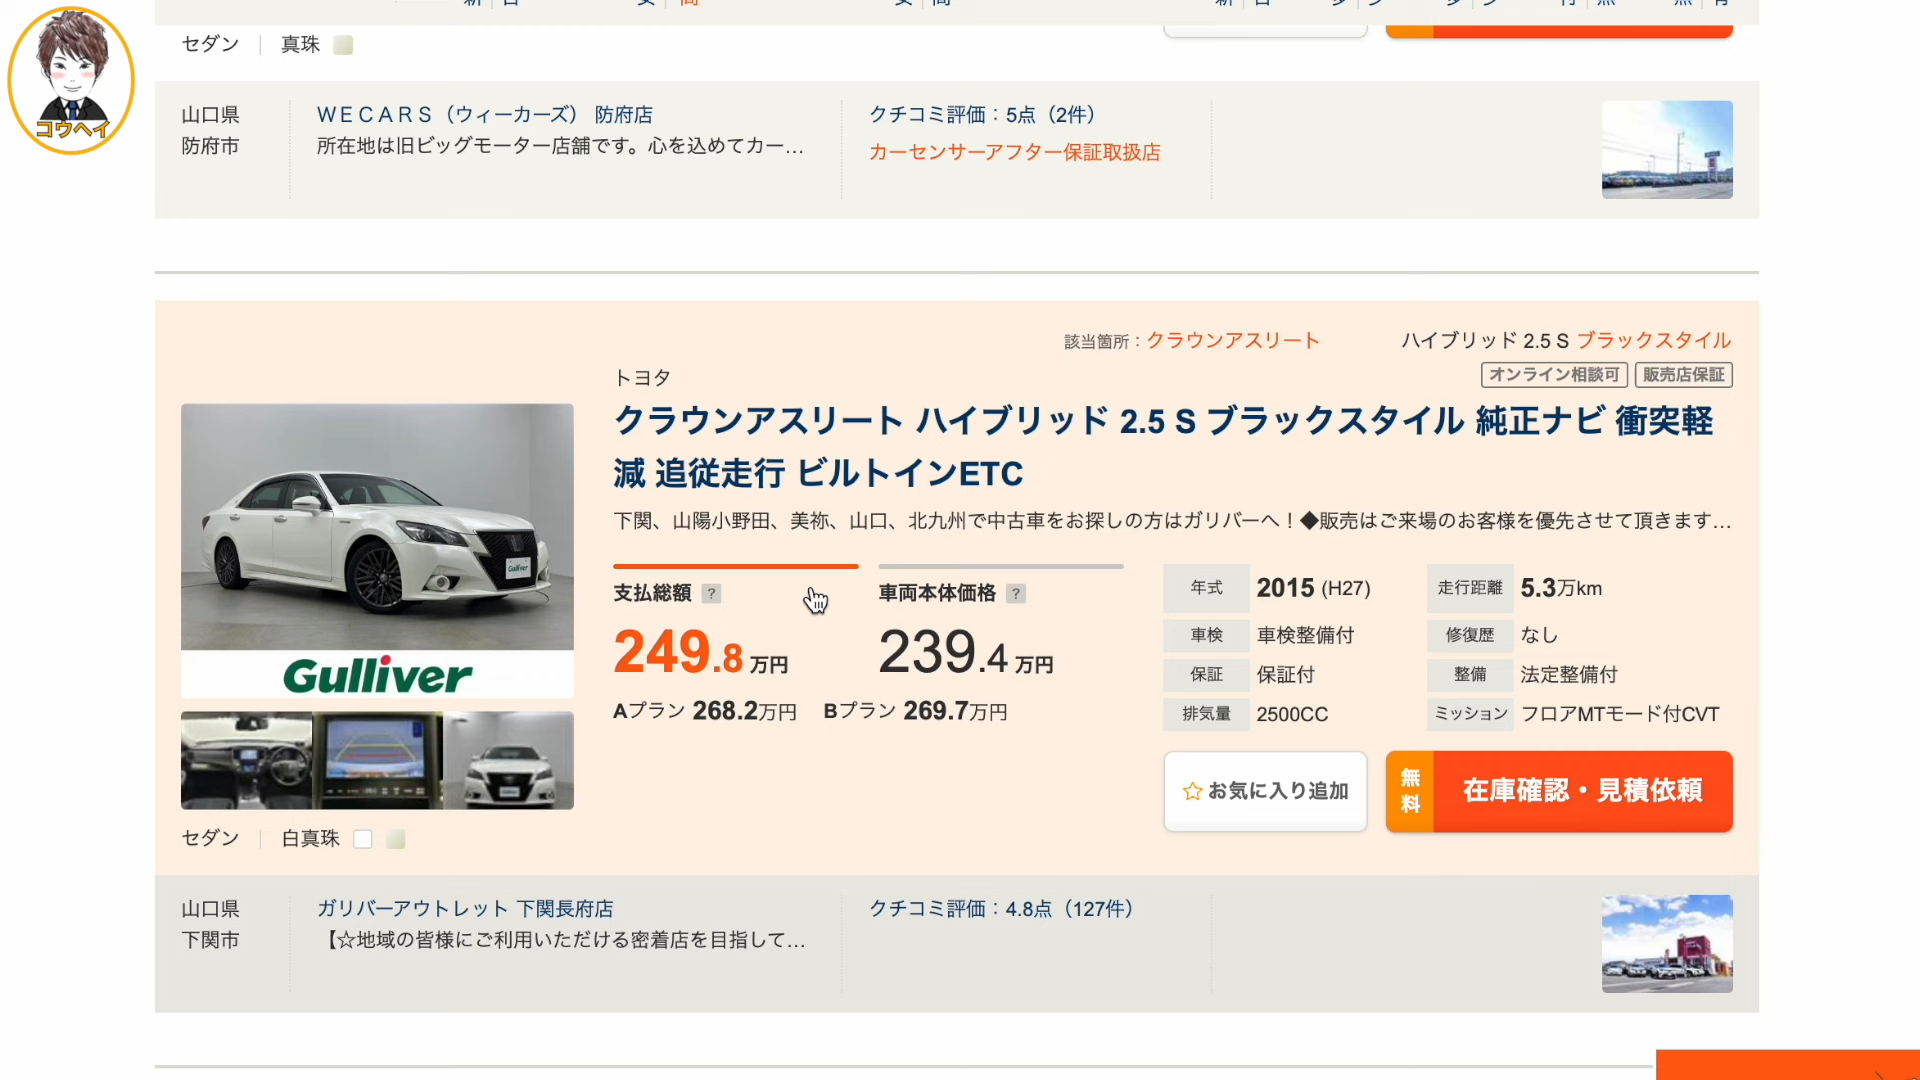 コウヘイ
セダン 真珠
山口県
防府市
ＷＥＣＡＲＳ（ウィーカーズ） 防府店
所在地は旧ビッグモーター店舗です。心を込めてカー…
クチコミ評価：5点（2件）
カーセンサーアフター保証取扱店
該当箇所：クラウンアスリート ハイブリッド 2.5 S ブラックスタイル
トヨタ
オンライン相談可 販売店保証
クラウンアスリート ハイブリッド 2.5 S ブラックスタイル 純正ナビ 衝突軽
減 追従走行 ビルトインETC
下関、山陽小野田、美祢、山口、北九州で中古車をお探しの方はガリバーへ！◆販売はご来場のお客様を優先させて頂きます…
支払総額 ?
249.8万円
車両本体価格 ?
239.4万円
Aプラン 268.2万円 Bプラン 269.7万円
年式 2015 (H27) 走行距離 5.3万km
車検 車検整備付 修復歴 なし
保証 保証付 整備 法定整備付
排気量 2500CC ミッション フロアMTモード付CVT
Gulliver
Gulliver
☆お気に入り追加
無料 在庫確認・見積依頼
セダン 白真珠
山口県
下関市
ガリバーアウトレット 下関長府店
【☆地域の皆様にご利用いただける密着店を目指して…
クチコミ評価：4.8点（127件）